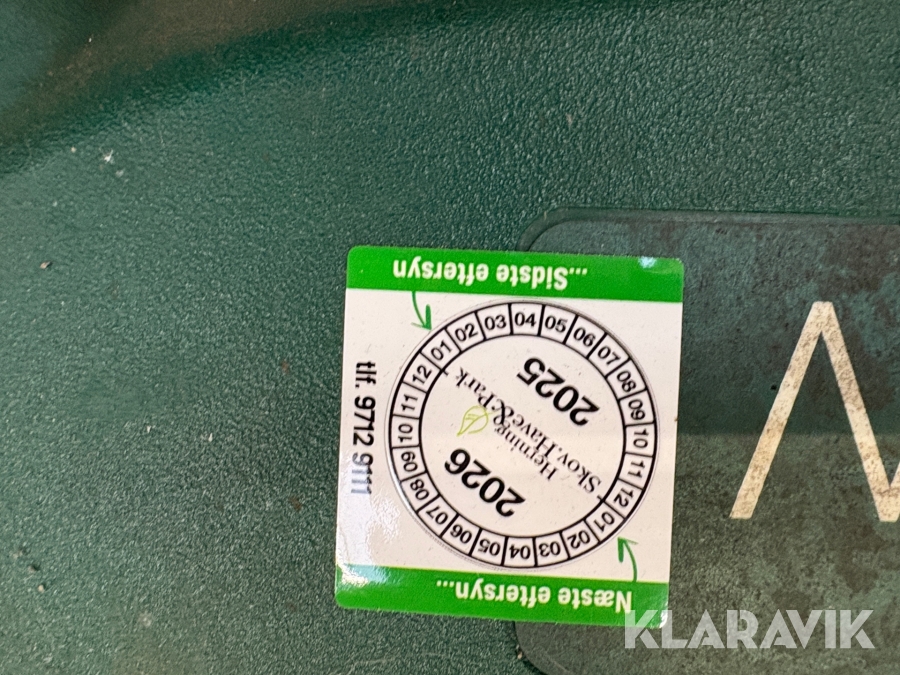 ...Sidste eftersyn
01 02 03 04 05 06 07 08 09 10 11 12
2025
Herning
Skov.Have&Park
2026
01 02 03 04 05 06 07 08 09 10 11 12
Næste eftersyn...
tlf. 9712 9111
KLARAVIK